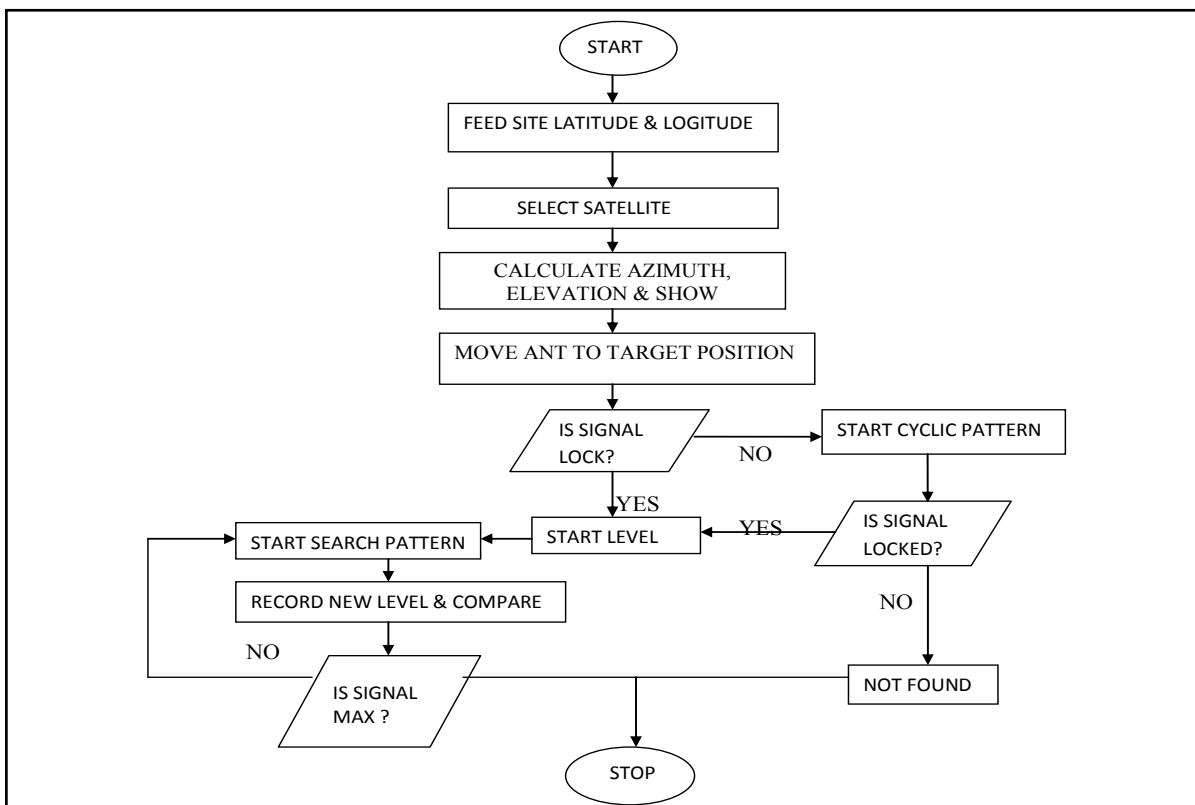 START
FEED SITE LATITUDE & LOGITUDE
SELECT SATELLITE
CALCULATE AZIMUTH,
ELEVATION & SHOW
MOVE ANT TO TARGET POSITION
IS SIGNAL
LOCK?
NO
START CYCLIC PATTERN
YES
IS SIGNAL
LOCKED?
YES
START LEVEL
START SEARCH PATTERN
RECORD NEW LEVEL & COMPARE
NO
NO
IS SIGNAL
MAX ?
NOT FOUND
STOP